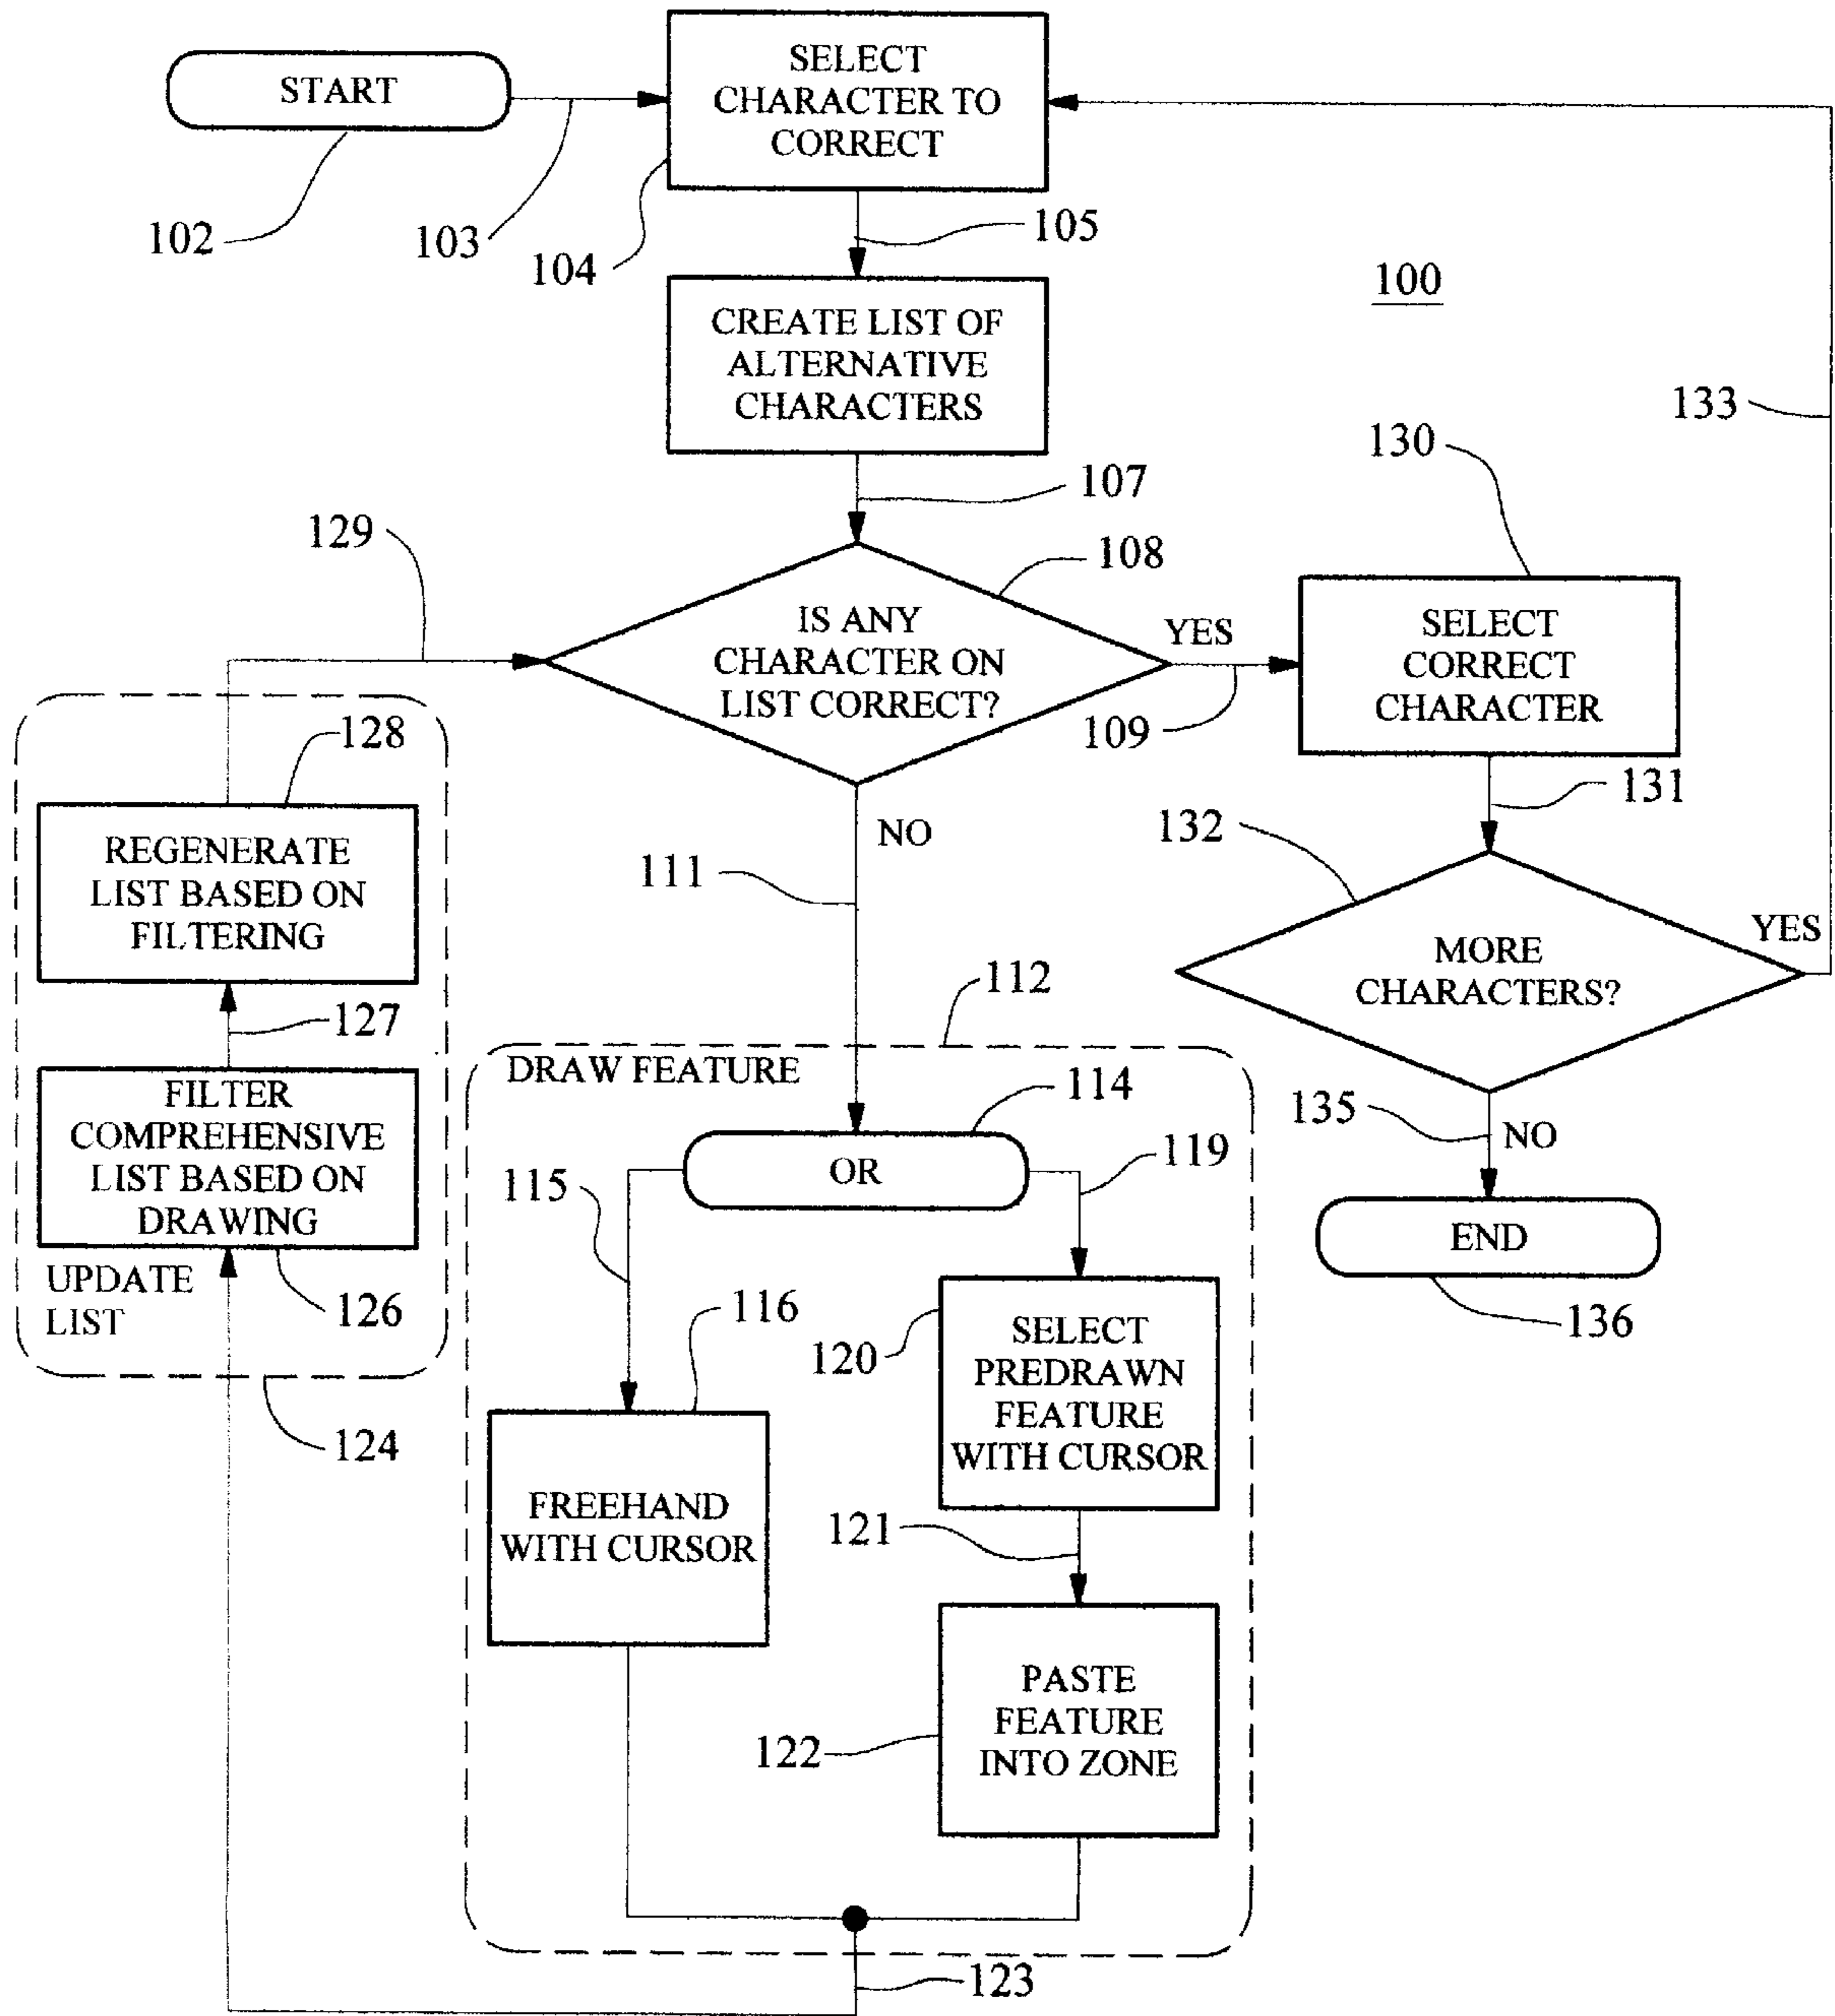 START
SELECT
CHARACTER TO
CORRECT
102
103
104
105
100
CREATE LIST OF
ALTERNATIVE
CHARACTERS
107
133
130
129
108
IS ANY
CHARACTER ON
LIST CORRECT?
YES
109
SELECT
CORRECT
CHARACTER
131
128
REGENERATE
LIST BASED ON
FILTERING
NO
111
132
MORE
CHARACTERS?
YES
127
112
FILTER
COMPREHENSIVE
LIST BASED ON
DRAWING
UPDATE
LIST
126
124
DRAW FEATURE
114
OR
115
119
135
NO
END
136
116
FREEHAND
WITH CURSOR
120
SELECT
PREDRAWN
FEATURE
WITH CURSOR
121
122
PASTE
FEATURE
INTO ZONE
123